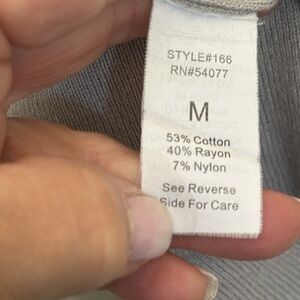 STYLE#166
RN#54077
M
53% Cotton
40% Rayon
7% Nylon
See Reverse
Side For Care